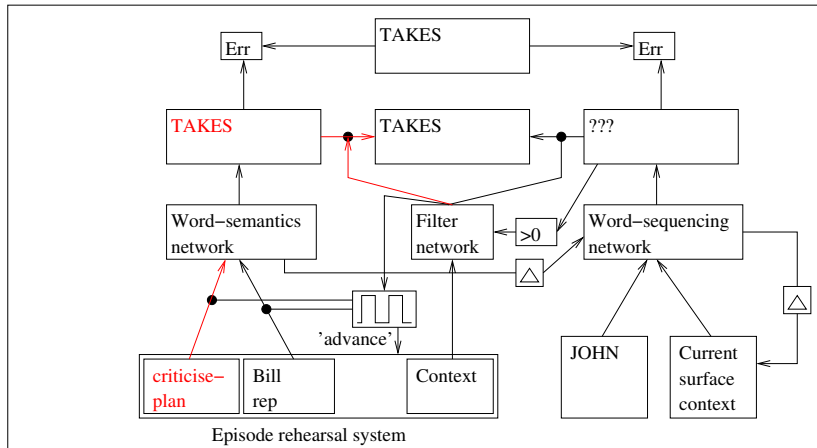 TAKES
Err
Err
TAKES
TAKES
???
Word-semantics
network
Filter
network
>0
Word-sequencing
network
△
△
'advance'
criticise-
plan
Bill
rep
Context
JOHN
Current
surface
context
Episode rehearsal system